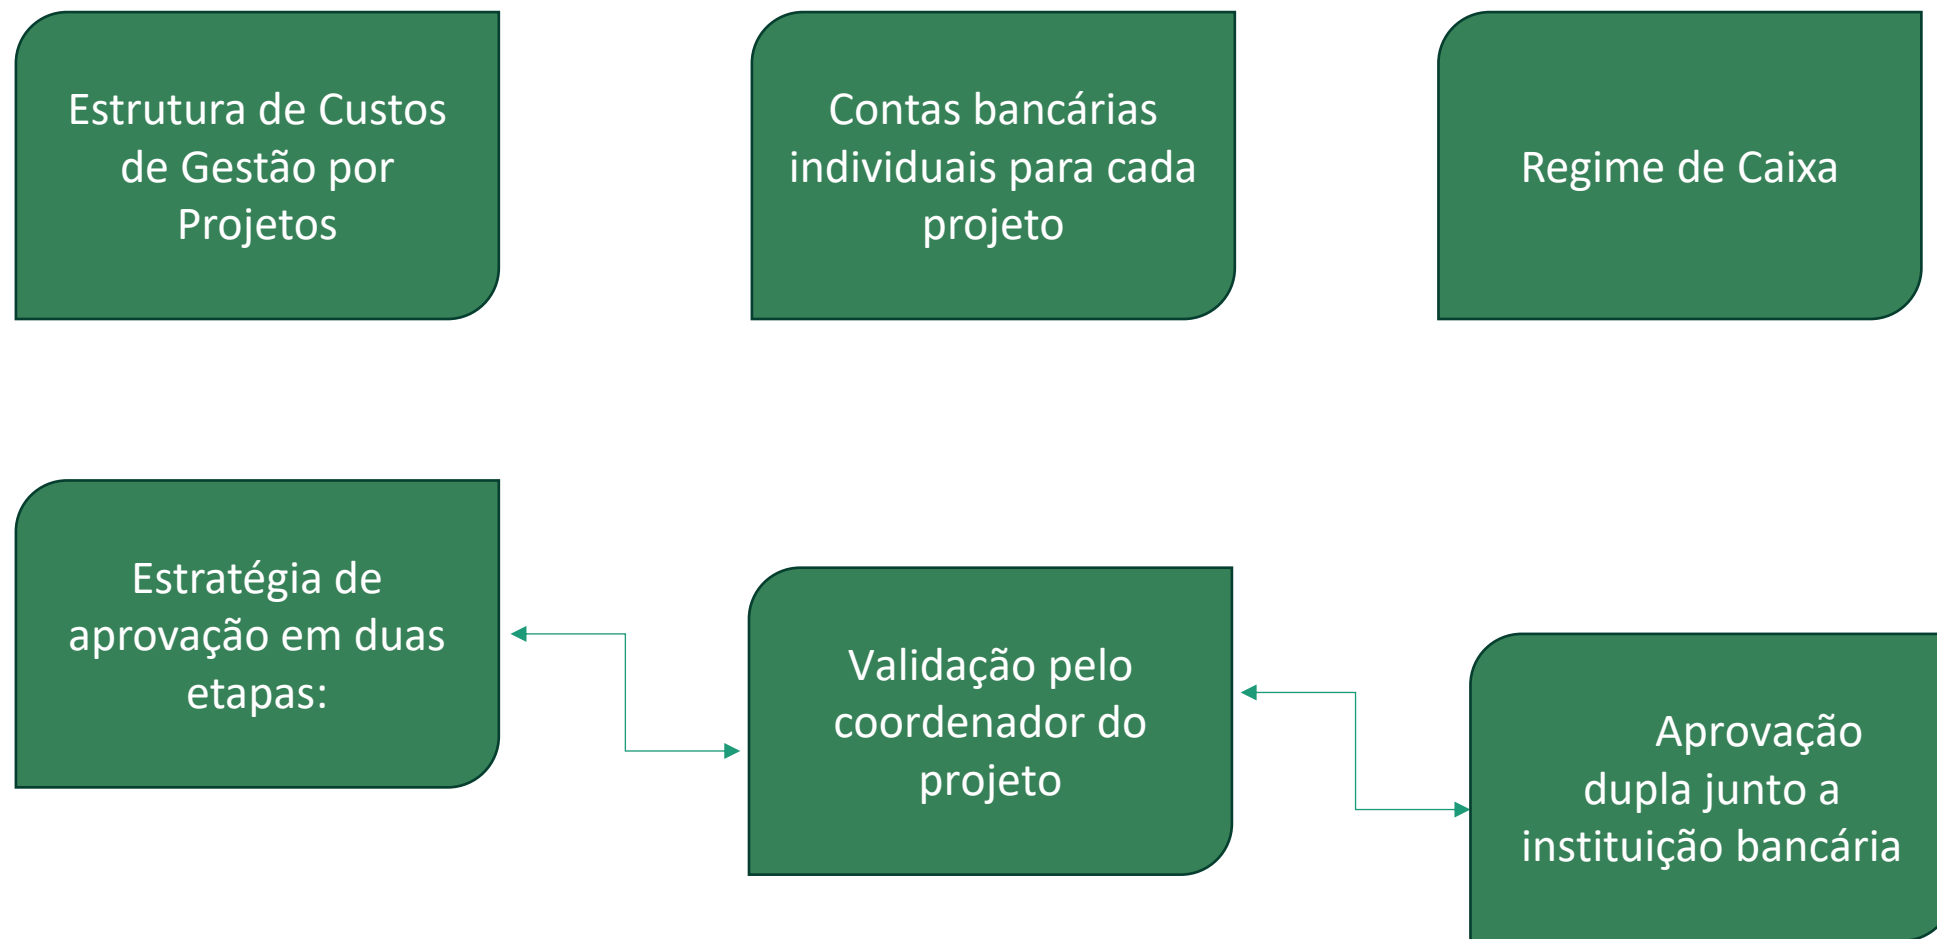 Estrutura de Custos
de Gestão por
Projetos
Contas bancárias
individuais para cada
projeto
Regime de Caixa
Estratégia de
aprovação em duas
etapas:
Validação pelo
coordenador do
projeto
Aprovação
dupla junto a
instituição bancária